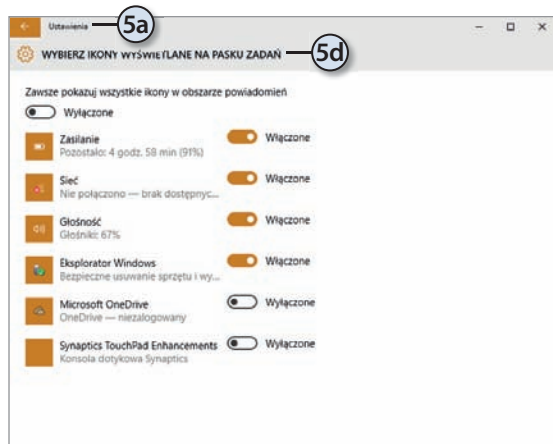 Ustawienia
5a
WYBIERZ IKONY WYŚWIETLANE NA PASKU ZADAŃ
5d
Zawsze pokazuj wszystkie ikony w obszarze powiadomień
Wyłączone
Zasilanie
Włączone
Pozostało: 4 godz. 58 min (91%)
Sieć
Włączone
Nie połączono — brak dostępnyc...
Głośność
Włączone
Głośniki: 67%
Eksplorator Windows
Włączone
Bezpieczne usuwanie sprzętu i wy...
Microsoft OneDrive
Wyłączone
OneDrive — niezalogowany
Synaptics TouchPad Enhancements
Wyłączone
Konsola dotykowa Synaptics